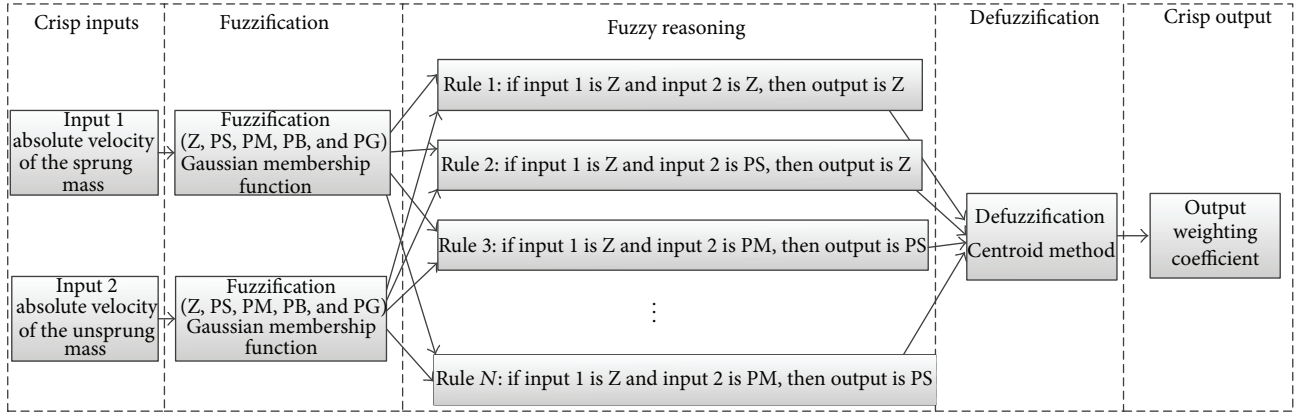 Crisp inputs
Fuzzification
Fuzzy reasoning
Defuzzification
Crisp output
Input 1
absolute velocity
of the sprung
mass
Fuzzification
(Z, PS, PM, PB, and PG)
Gaussian membership
function
Input 2
absolute velocity
of the unsprung
mass
Fuzzification
(Z, PS, PM, PB, and PG)
Gaussian membership
function
Rule 1: if input 1 is Z and input 2 is Z, then output is Z
Rule 2: if input 1 is Z and input 2 is PS, then output is Z
Rule 3: if input 1 is Z and input 2 is PM, then output is PS
⋮
Rule N: if input 1 is Z and input 2 is PM, then output is PS
Defuzzification
Centroid method
Output
weighting
coefficient